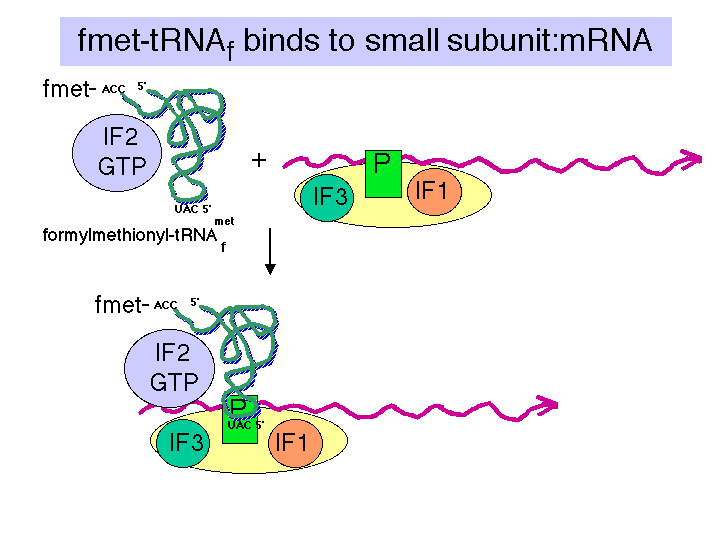 fmet-tRNAf binds to small subunit:mRNA
fmet- ACC 5'
IF2
GTP
+
P
IF3
IF1
UAC 5'
met
formylmethionyl-tRNA
f
fmet- ACC 5'
IF2
GTP
P
UAC 5'
IF3
IF1